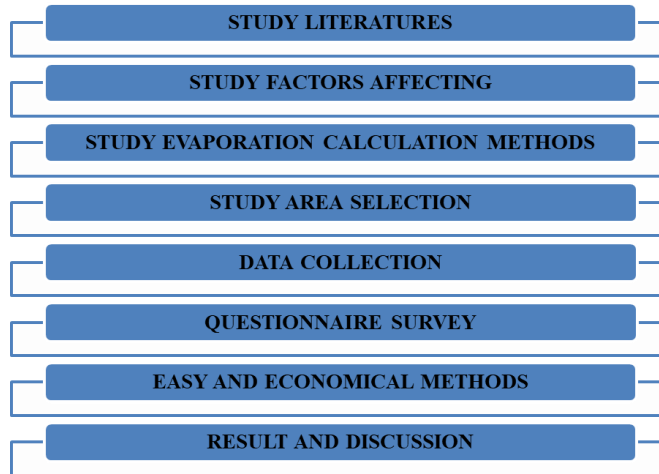 STUDY LITERATURES
STUDY FACTORS AFFECTING
STUDY EVAPORATION CALCULATION METHODS
STUDY AREA SELECTION
DATA COLLECTION
QUESTIONNAIRE SURVEY
EASY AND ECONOMICAL METHODS
RESULT AND DISCUSSION